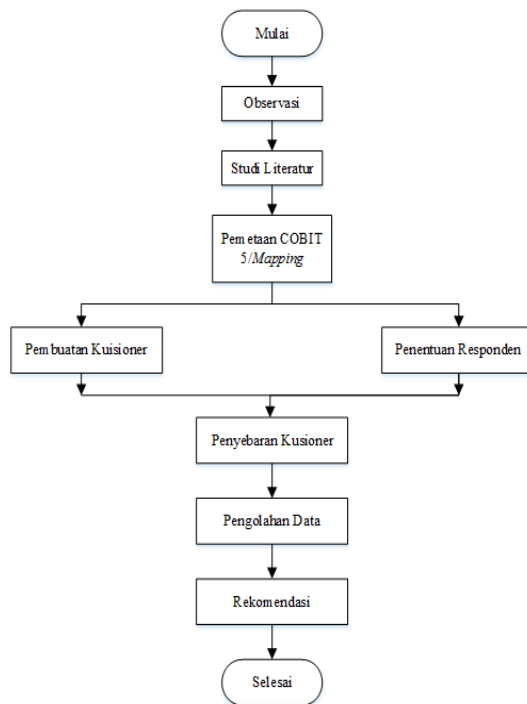 Mulai
Observasi
Studi Literatur
Pemetaan COBIT
5/Mapping
Pembuatan Kuisioner
Penentuan Responden
Penyebaran Kusioner
Pengolahan Data
Rekomendasi
Selesai